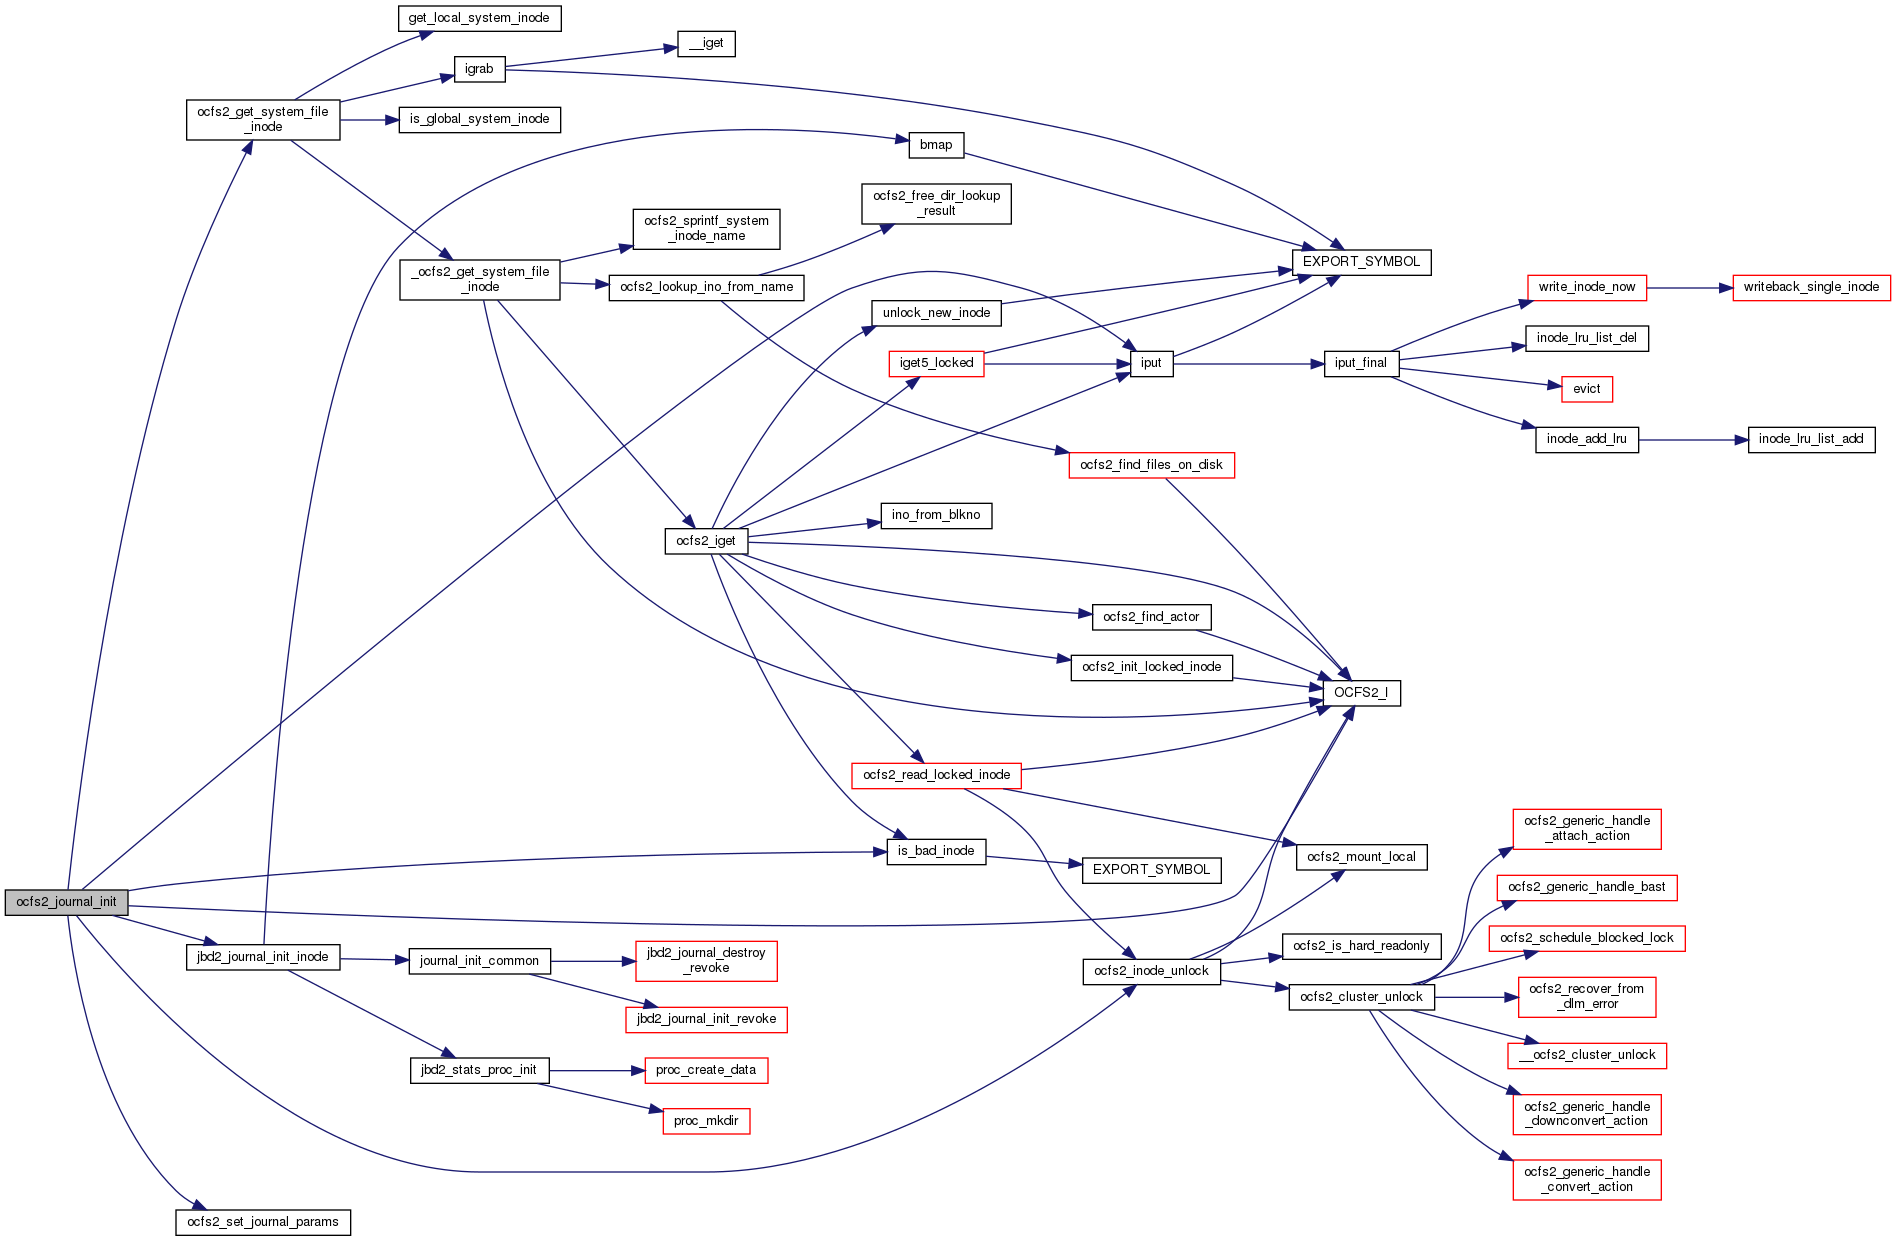 get_local_system_inode
__iget
igrab
ocfs2_get_system_file
_inode
is_global_system_inode
bmap
ocfs2_free_dir_lookup
_result
ocfs2_sprintf_system
_inode_name
EXPORT_SYMBOL
_ocfs2_get_system_file
_inode
ocfs2_lookup_ino_from_name
write_inode_now
writeback_single_inode
unlock_new_inode
inode_lru_list_del
iget5_locked
iput
iput_final
evict
inode_add_lru
inode_lru_list_add
ocfs2_find_files_on_disk
ino_from_blkno
ocfs2_iget
ocfs2_find_actor
ocfs2_init_locked_inode
OCFS2_I
ocfs2_read_locked_inode
ocfs2_generic_handle
_attach_action
is_bad_inode
ocfs2_mount_local
EXPORT_SYMBOL
ocfs2_generic_handle_bast
ocfs2_journal_init
ocfs2_schedule_blocked_lock
ocfs2_is_hard_readonly
jbd2_journal_init_inode
journal_init_common
jbd2_journal_destroy
_revoke
ocfs2_inode_unlock
ocfs2_cluster_unlock
ocfs2_recover_from
_dlm_error
jbd2_journal_init_revoke
__ocfs2_cluster_unlock
jbd2_stats_proc_init
proc_create_data
ocfs2_generic_handle
_downconvert_action
proc_mkdir
ocfs2_generic_handle
_convert_action
ocfs2_set_journal_params